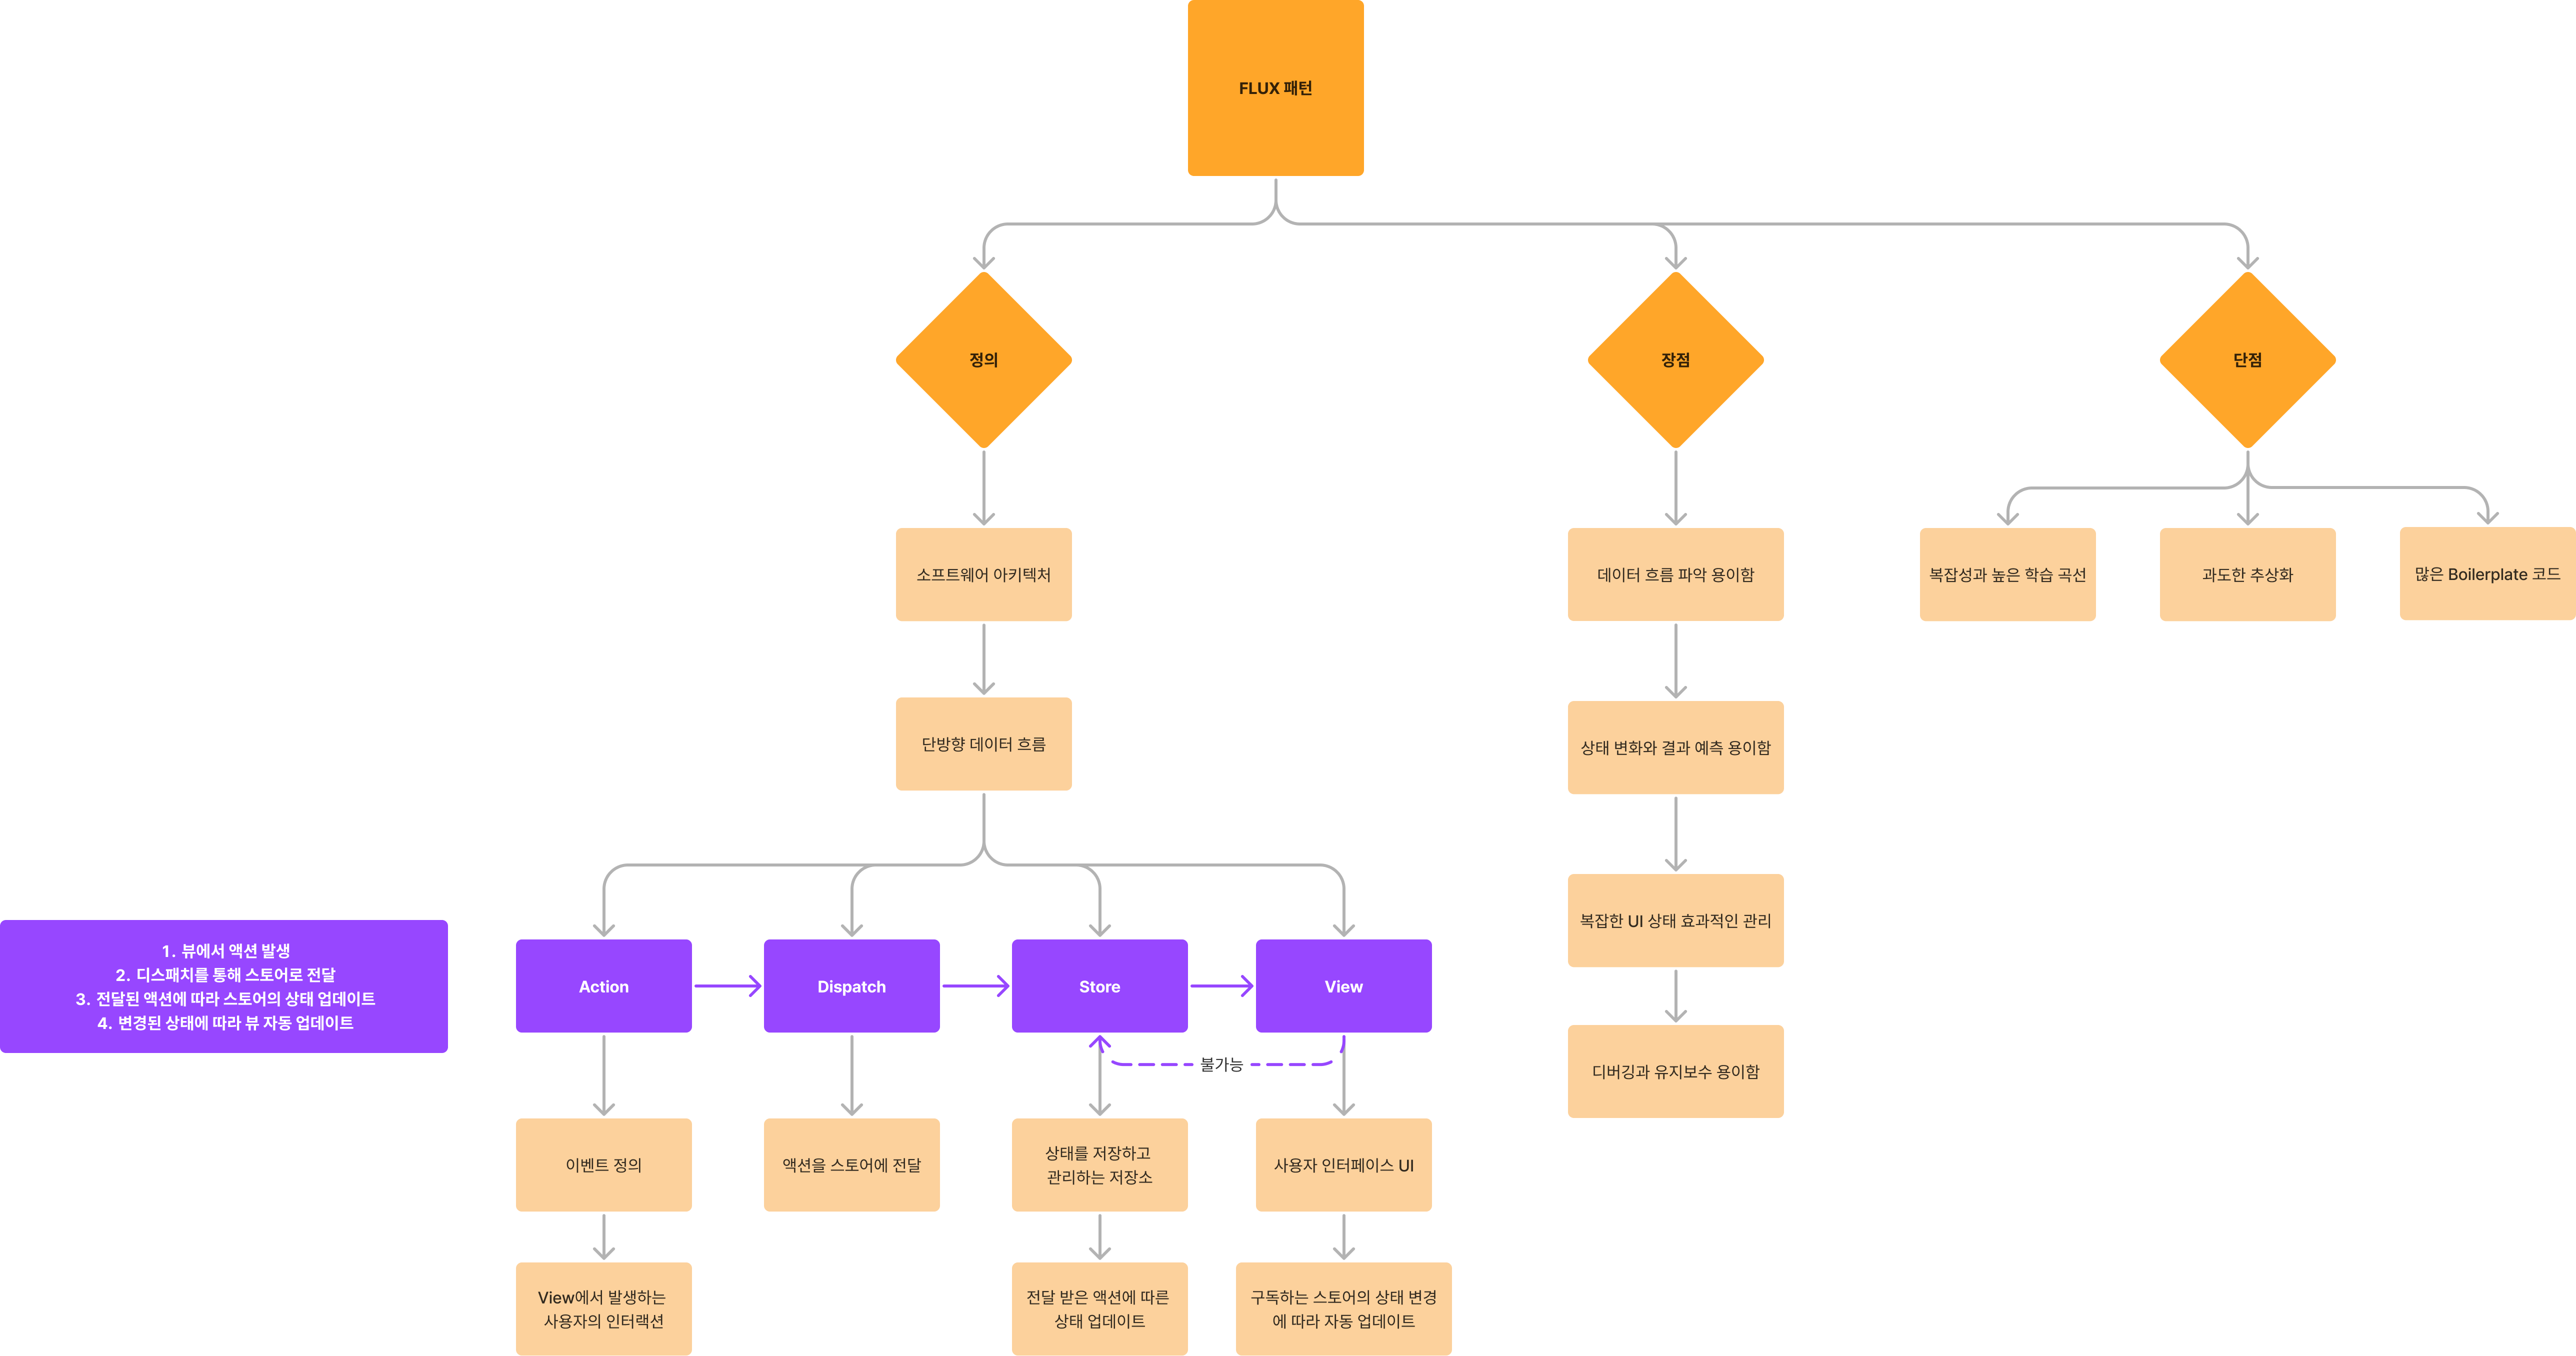 FLUX 패턴
정의
장점
단점
소프트웨어 아키텍처
데이터 흐름 파악 용이함
복잡성과 높은 학습 곡선
과도한 추상화
많은 Boilerplate 코드
단방향 데이터 흐름
상태 변화와 결과 예측 용이함
복잡한 UI 상태 효과적인 관리
1. 뷰에서 액션 발생
2. 디스패치를 통해 스토어로 전달
3. 전달된 액션에 따라 스토어의 상태 업데이트
4. 변경된 상태에 따라 뷰 자동 업데이트
Action
Dispatch
Store
View
불가능
디버깅과 유지보수 용이함
이벤트 정의
액션을 스토어에 전달
상태를 저장하고
관리하는 저장소
사용자 인터페이스 UI
View에서 발생하는
사용자의 인터랙션
전달 받은 액션에 따른
상태 업데이트
구독하는 스토어의 상태 변경
에 따라 자동 업데이트